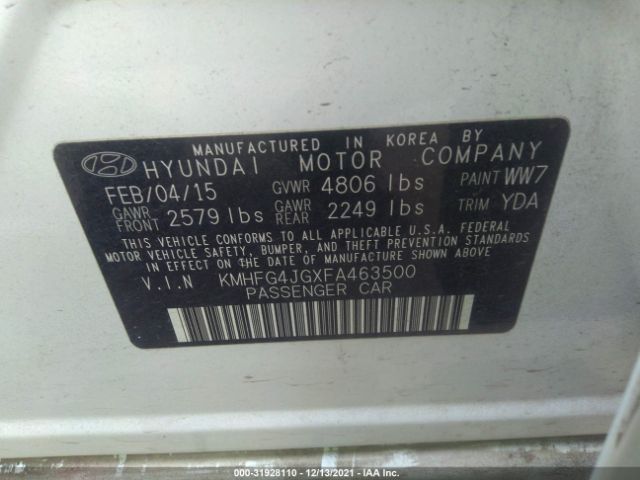 MANUFACTURED IN KOREA BY
HYUNDAI MOTOR COMPANY
FEB/04/15 GVWR 4806 lbs PAINT WW7
GAWR FRONT 2579 lbs GAWR REAR 2249 lbs TRIM YDA
THIS VEHICLE CONFORMS TO ALL APPLICABLE U.S.A. FEDERAL
MOTOR VEHICLE SAFETY, BUMPER, AND THEFT PREVENTION STANDARDS
IN EFFECT ON THE DATE OF MANUFACTURE SHOWN ABOVE
V.I.N KMHFG4JGXFA463500
PASSENGER CAR
000-31928110 - 12/13/2021 - IAA Inc.